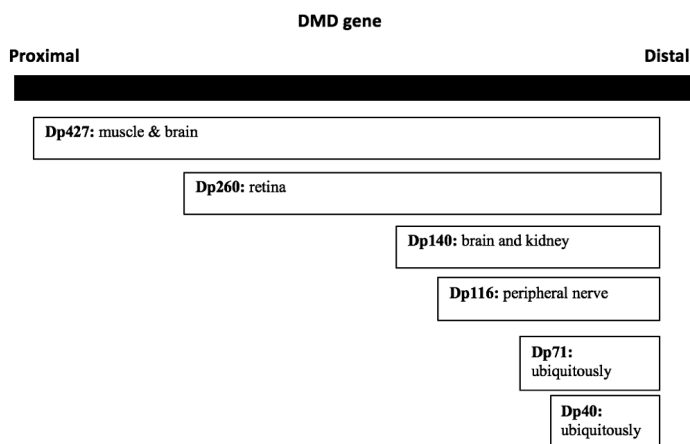 DMD gene
Proximal Distal
Dp427: muscle & brain
Dp260: retina
Dp140: brain and kidney
Dp116: peripheral nerve
Dp71:
ubiquitously
Dp40:
ubiquitously